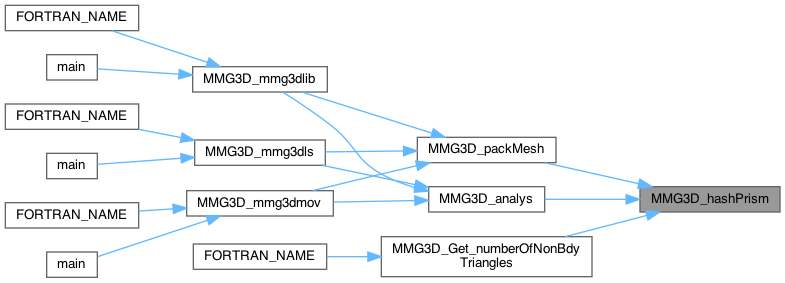 FORTRAN_NAME
main
MMG3D_mmg3dlib
FORTRAN_NAME
MMG3D_packMesh
MMG3D_mmg3dls
main
MMG3D_analys
MMG3D_hashPrism
MMG3D_mmg3dmov
FORTRAN_NAME
main
FORTRAN_NAME
MMG3D_Get_numberOfNonBdy
Triangles